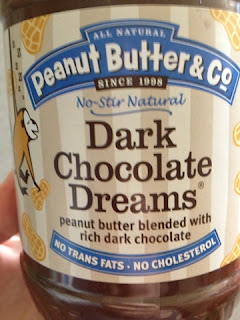 ALL NATURAL
Peanut Butter & Co
SINCE 1998
No-Stir Natural
Dark
Chocolate
Dreams®
peanut butter blended with
rich dark chocolate
NO TRANS FATS • NO CHOLESTEROL